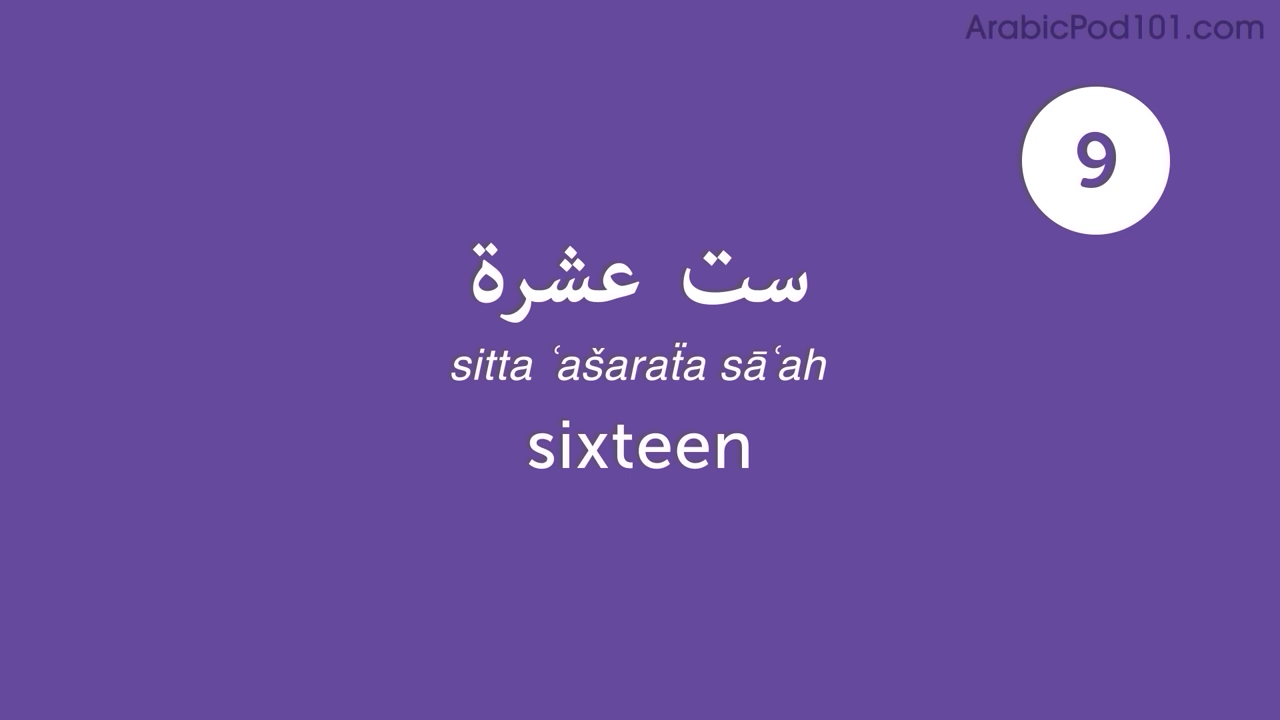 ArabicPod101.com
9
ست عشرة
sitta ʿašaraẗa sāʿah
sixteen